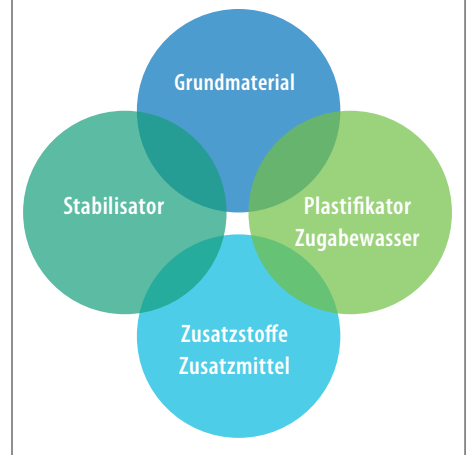 Grundmaterial
Stabilisator
Plastifikator
Zugabewasser
Zusatzstoffe
Zusatzmittel